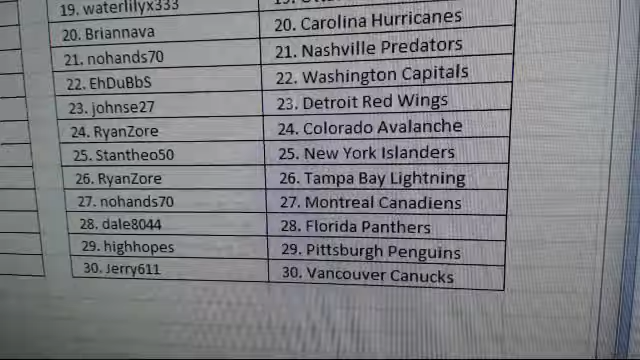 19. waterlilyx333
20. Briannava 20. Carolina Hurricanes
21. nohands70 21. Nashville Predators
22. EhDuBbS 22. Washington Capitals
23. johnse27 23. Detroit Red Wings
24. RyanZore 24. Colorado Avalanche
25. Stantheo50 25. New York Islanders
26. RyanZore 26. Tampa Bay Lightning
27. nohands70 27. Montreal Canadiens
28. dale8044 28. Florida Panthers
29. highhopes 29. Pittsburgh Penguins
30. Jerry611 30. Vancouver Canucks